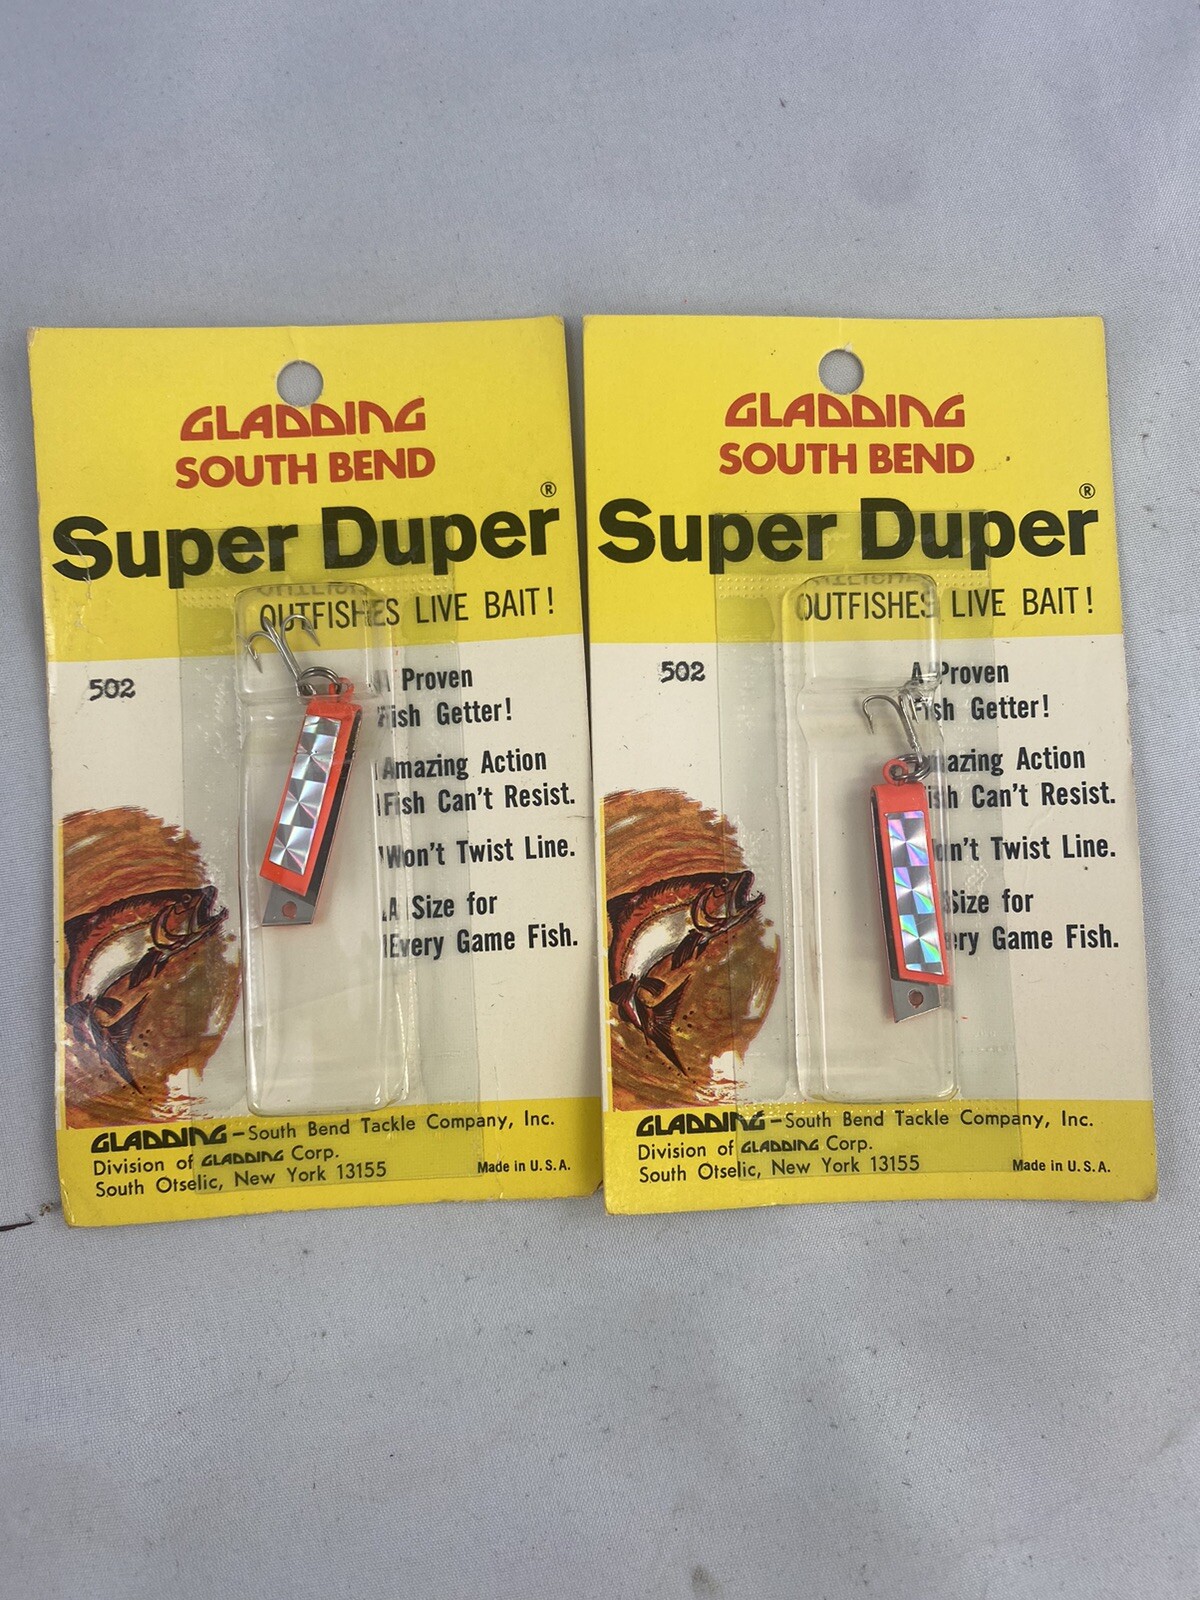 GLADDING
SOUTH BEND
Super Duper®
OUTFISHES LIVE BAIT!
502
A Proven
Fish Getter!
Amazing Action
Fish Can't Resist.
Won't Twist Line.
A Size for
Every Game Fish.
GLADDING-South Bend Tackle Company, Inc.
Division of GLADDING Corp.
South Otselic, New York 13155
Made in U.S.A.
GLADDING
SOUTH BEND
Super Duper®
OUTFISHES LIVE BAIT!
502
A Proven
Fish Getter!
Amazing Action
Fish Can't Resist.
Won't Twist Line.
Size for
Every Game Fish.
GLADDING-South Bend Tackle Company, Inc.
Division of GLADDING Corp.
South Otselic, New York 13155
Made in U.S.A.